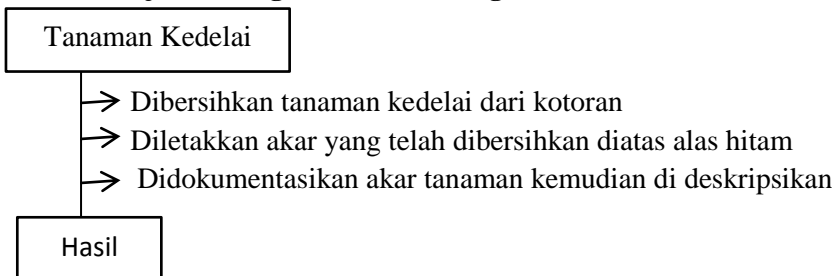 Tanaman Kedelai
Dibersihkan tanaman kedelai dari kotoran
Diletakkan akar yang telah dibersihkan diatas alas hitam
Didokumentasikan akar tanaman kemudian di deskripsikan
Hasil